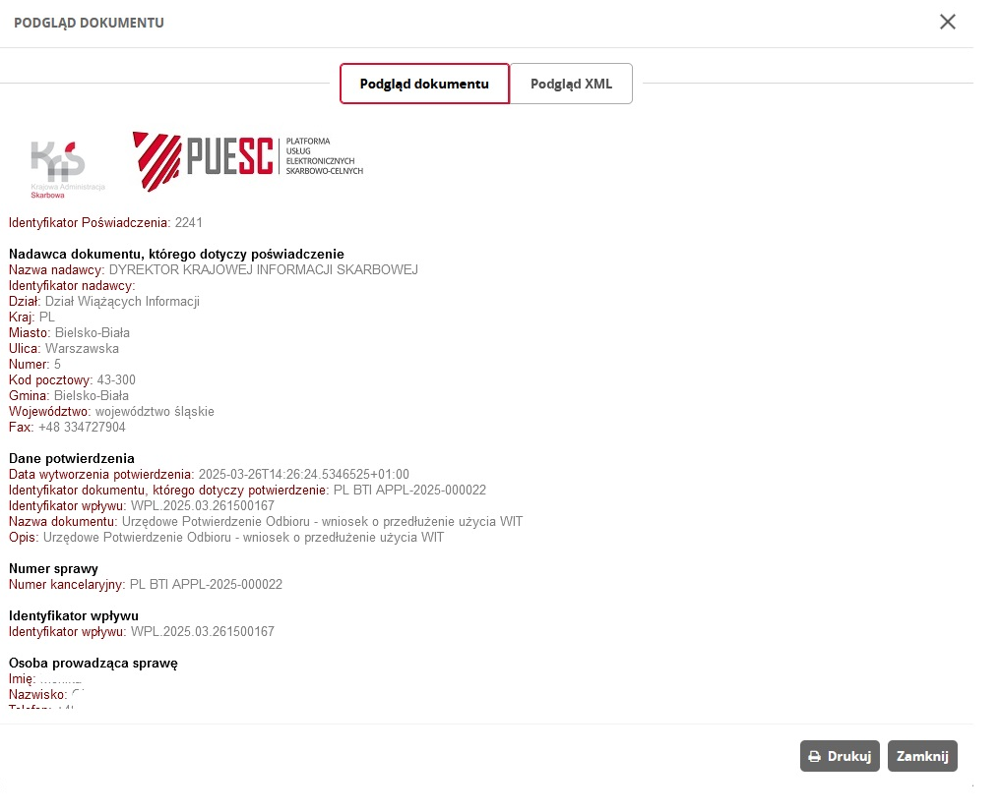 PODGLĄD DOKUMENTU
Podgląd dokumentu
Podgląd XML
KAS
Krajowa Administracja
Skarbowa
PUESC
PLATFORMA
USŁUG
ELEKTRONICZNYCH
SKARBOWO-CELNYCH
Identyfikator Poświadczenia: 2241
Nadawca dokumentu, którego dotyczy poświadczenie
Nazwa nadawcy: DYREKTOR KRAJOWEJ INFORMACJI SKARBOWEJ
Identyfikator nadawcy:
Dział: Dział Wiążących Informacji
Kraj: PL
Miasto: Bielsko-Biała
Ulica: Warszawska
Numer: 5
Kod pocztowy: 43-300
Gmina: Bielsko-Biała
Województwo: województwo śląskie
Fax: +48 334727904
Dane potwierdzenia
Data wytworzenia potwierdzenia: 2025-03-26T14:26:24.5346525+01:00
Identyfikator dokumentu, którego dotyczy potwierdzenie: PL BTI APPL-2025-000022
Identyfikator wpływu: WPL.2025.03.261500167
Nazwa dokumentu: Urzędowe Potwierdzenie Odbioru - wniosek o przedłużenie użycia WIT
Opis: Urzędowe Potwierdzenie Odbioru - wniosek o przedłużenie użycia WIT
Numer sprawy
Numer kancelaryjny: PL BTI APPL-2025-000022
Identyfikator wpływu
Identyfikator wpływu: WPL.2025.03.261500167
Osoba prowadząca sprawę
Imię:
Nazwisko:
Drukuj
Zamknij